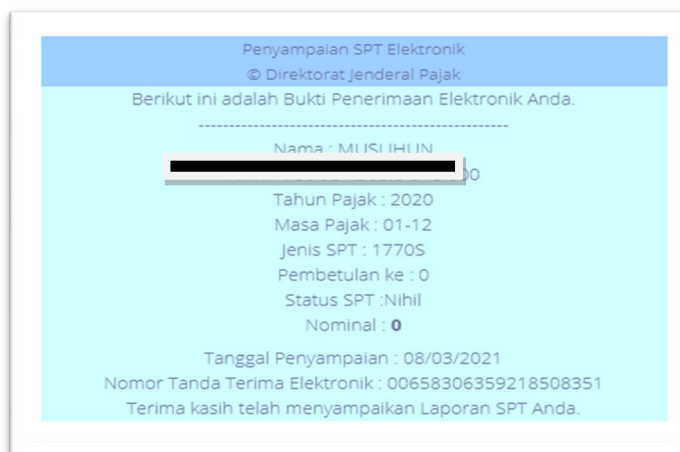 Penyampaian SPT Elektronik
© Direktorat Jenderal Pajak
Berikut ini adalah Bukti Penerimaan Elektronik Anda.
---------------------------------------------------
Nama : MUSLIHUN
Tahun Pajak : 2020
Masa Pajak : 01-12
Jenis SPT : 1770S
Pembetulan ke : 0
Status SPT :Nihil
Nominal : 0
Tanggal Penyampaian : 08/03/2021
Nomor Tanda Terima Elektronik : 00658306359218508351
Terima kasih telah menyampaikan Laporan SPT Anda.